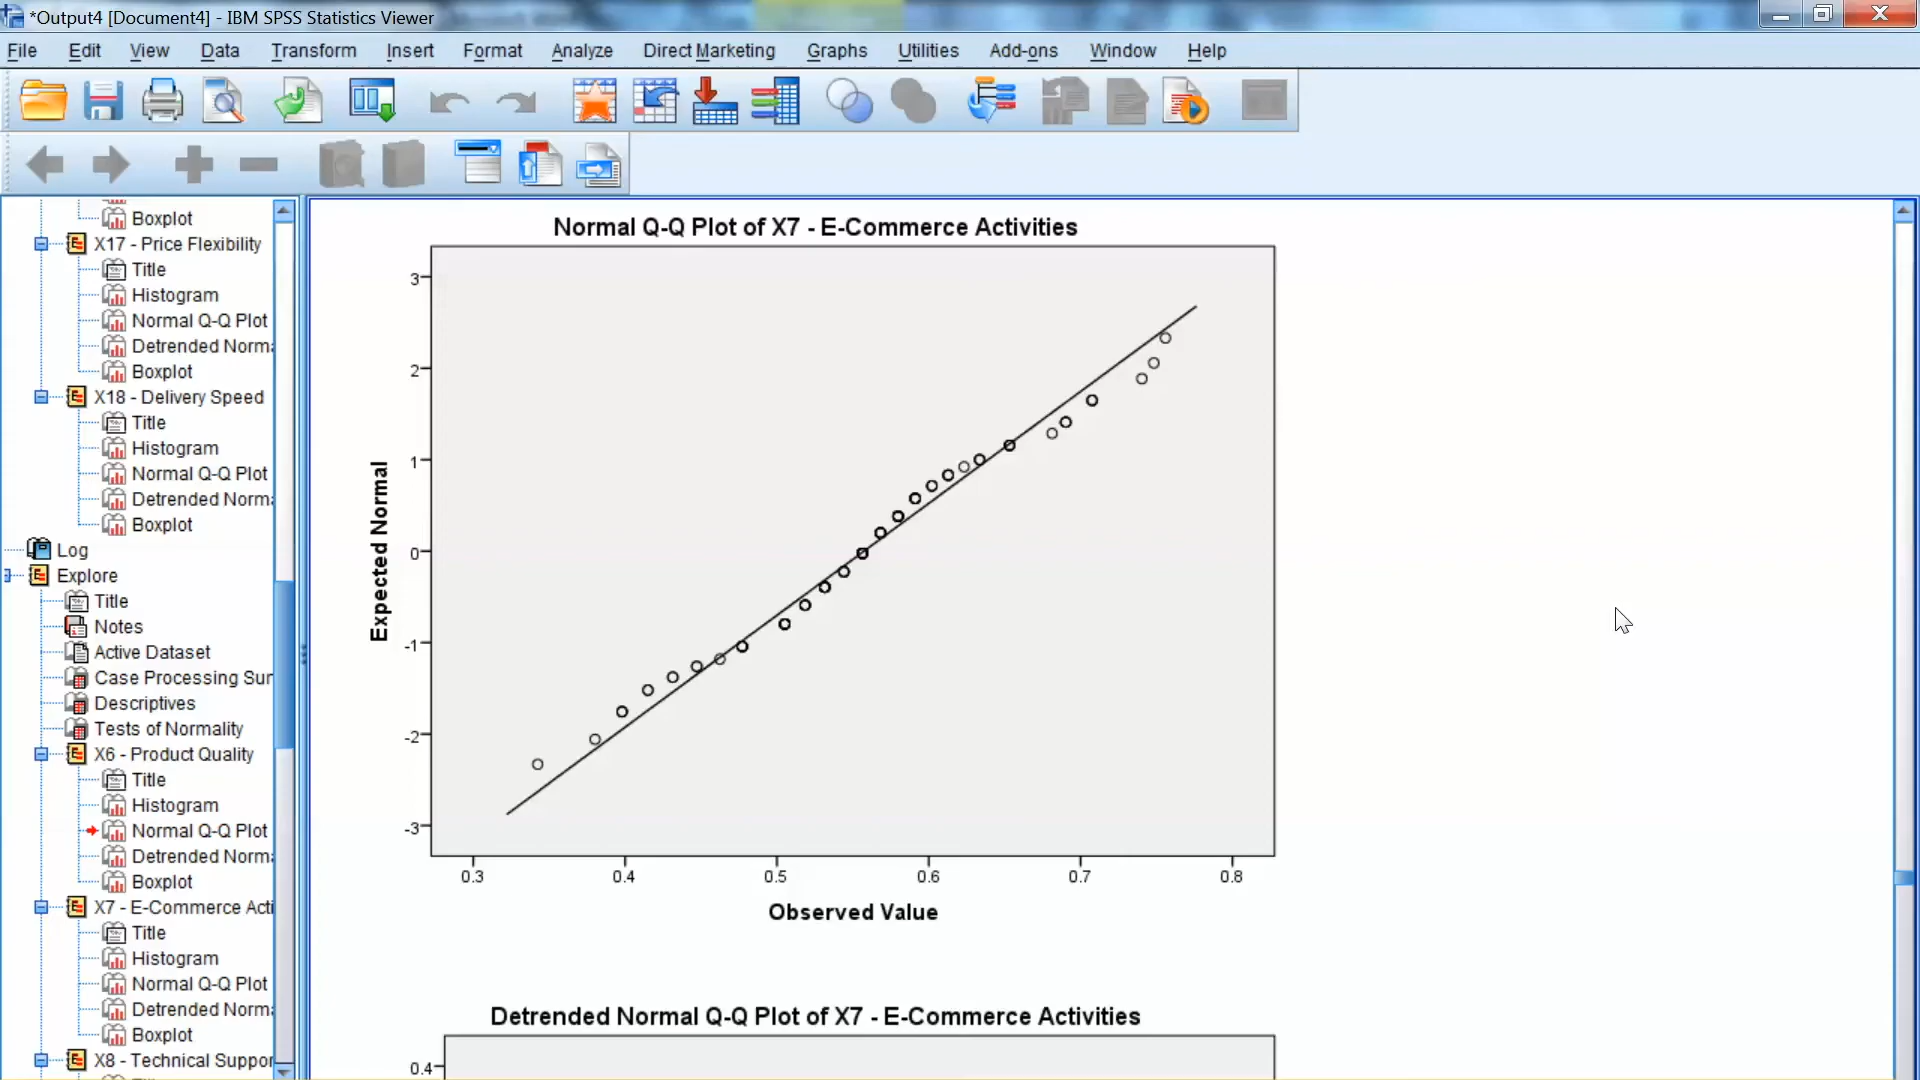 *Output4 [Document4] - IBM SPSS Statistics Viewer
File Edit View Data Transform Insert Format Analyze Direct Marketing Graphs Utilities Add-ons Window Help
Boxplot
X17 - Price Flexibility
Title
Histogram
Normal Q-Q Plot
Detrended Norma
Boxplot
X18 - Delivery Speed
Title
Histogram
Normal Q-Q Plot
Detrended Norma
Boxplot
Log
Explore
Title
Notes
Active Dataset
Case Processing Sur
Descriptives
Tests of Normality
X6 - Product Quality
Title
Histogram
Normal Q-Q Plot
Detrended Norma
Boxplot
X7 - E-Commerce Acti
Title
Histogram
Normal Q-Q Plot
Detrended Norma
Boxplot
X8 - Technical Suppor
Normal Q-Q Plot of X7 - E-Commerce Activities
Expected Normal
3
2
1
0
-1
-2
-3
0.3 0.4 0.5 0.6 0.7 0.8
Observed Value
Detrended Normal Q-Q Plot of X7 - E-Commerce Activities
0.4